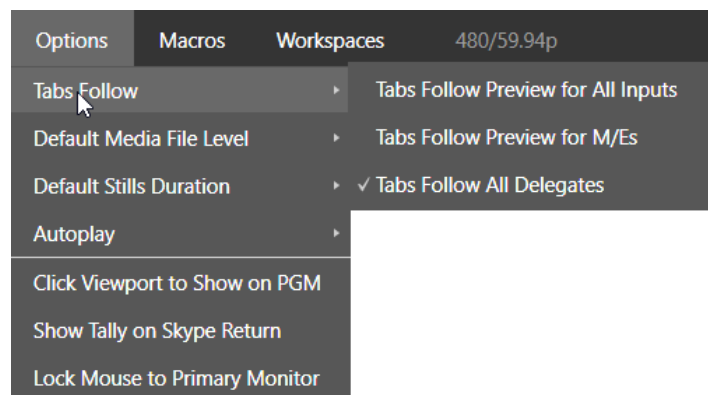 Options Macros Workspaces 480/59.94p
Tabs Follow
Tabs Follow Preview for All Inputs
Default Media File Level
Tabs Follow Preview for M/Es
Default Stills Duration
✓ Tabs Follow All Delegates
Autoplay
Click Viewport to Show on PGM
Show Tally on Skype Return
Lock Mouse to Primary Monitor